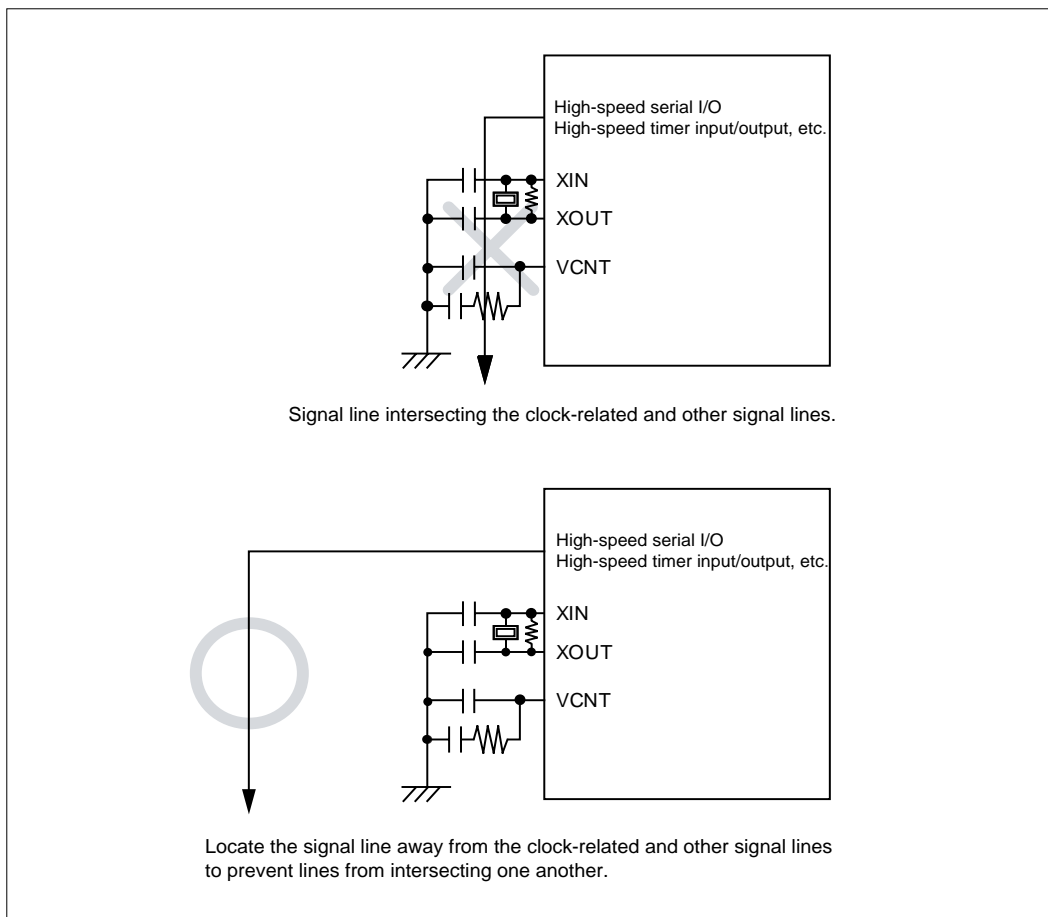 High-speed serial I/O
High-speed timer input/output, etc.
XIN
XOUT
VCNT
Signal line intersecting the clock-related and other signal lines.
High-speed serial I/O
High-speed timer input/output, etc.
XIN
XOUT
VCNT
Locate the signal line away from the clock-related and other signal lines
to prevent lines from intersecting one another.